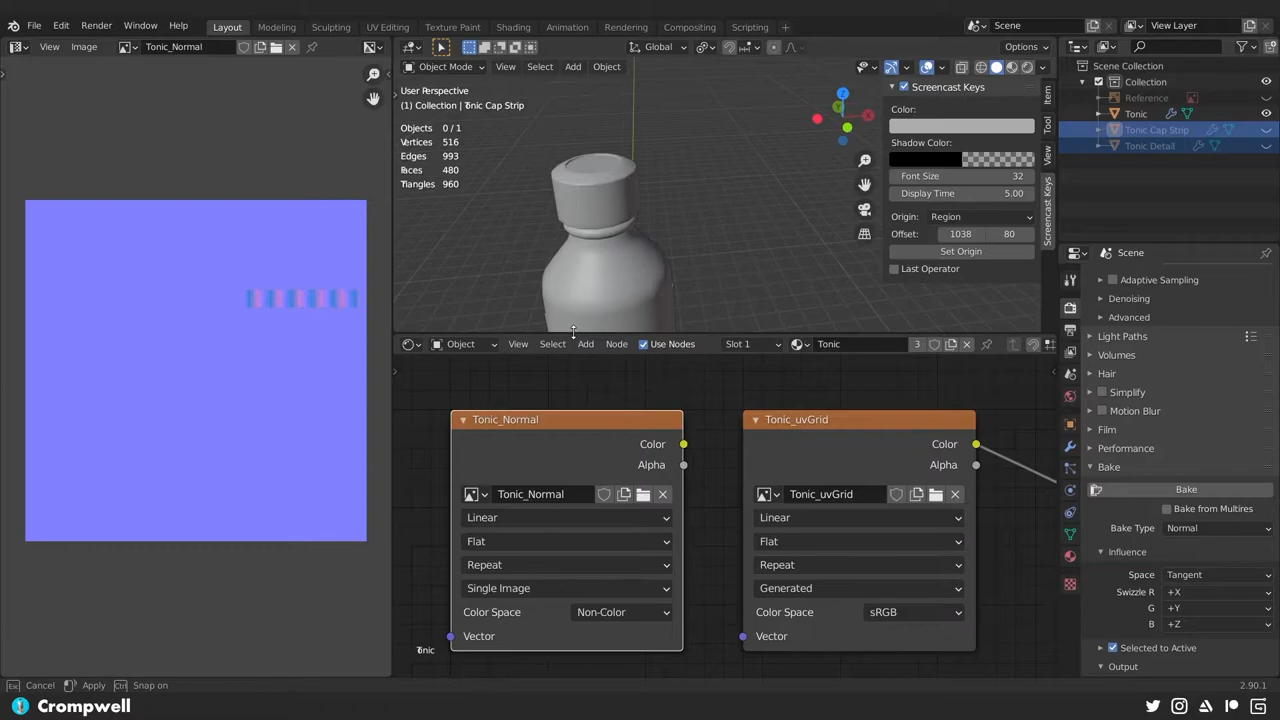 File Edit Render Window Help Layout Modeling Sculpting UV Editing Texture Paint Shading Animation Rendering Compositing Scripting + Scene View Layer
View Image Tonic_Normal Global Options
Object Mode View Select Add Object
User Perspective
(1) Collection | Tonic Cap Strip
Objects 0/1
Vertices 516
Edges 993
Faces 480
Triangles 960
Screencast Keys
Color:
Shadow Color:
Font Size 32
Display Time 5.00
Origin: Region
Offset: 1038 80
Set Origin
Last Operator
Item
Tool
View
Screencast Keys
Scene Collection
Collection
Reference
Tonic
Tonic Cap Strip
Tonic Detail
Scene
Adaptive Sampling
Denoising
Advanced
Light Paths
Volumes
Hair
Simplify
Motion Blur
Film
Performance
Bake
Bake
Bake from Multires
Bake Type Normal
Influence
Space Tangent
Swizzle R +X
G +Y
B +Z
Selected to Active
Output
Object View Select Add Node Use Nodes Slot 1 Tonic 3
Tonic_Normal
Color
Alpha
Tonic_Normal
Linear
Flat
Repeat
Single Image
Color Space Non-Color
Vector
Tonic_uvGrid
Color
Alpha
Tonic_uvGrid
Linear
Flat
Repeat
Generated
Color Space sRGB
Vector
Tonic
Esc Cancel Apply Ctrl Snap on 2.90.1
Crompwell